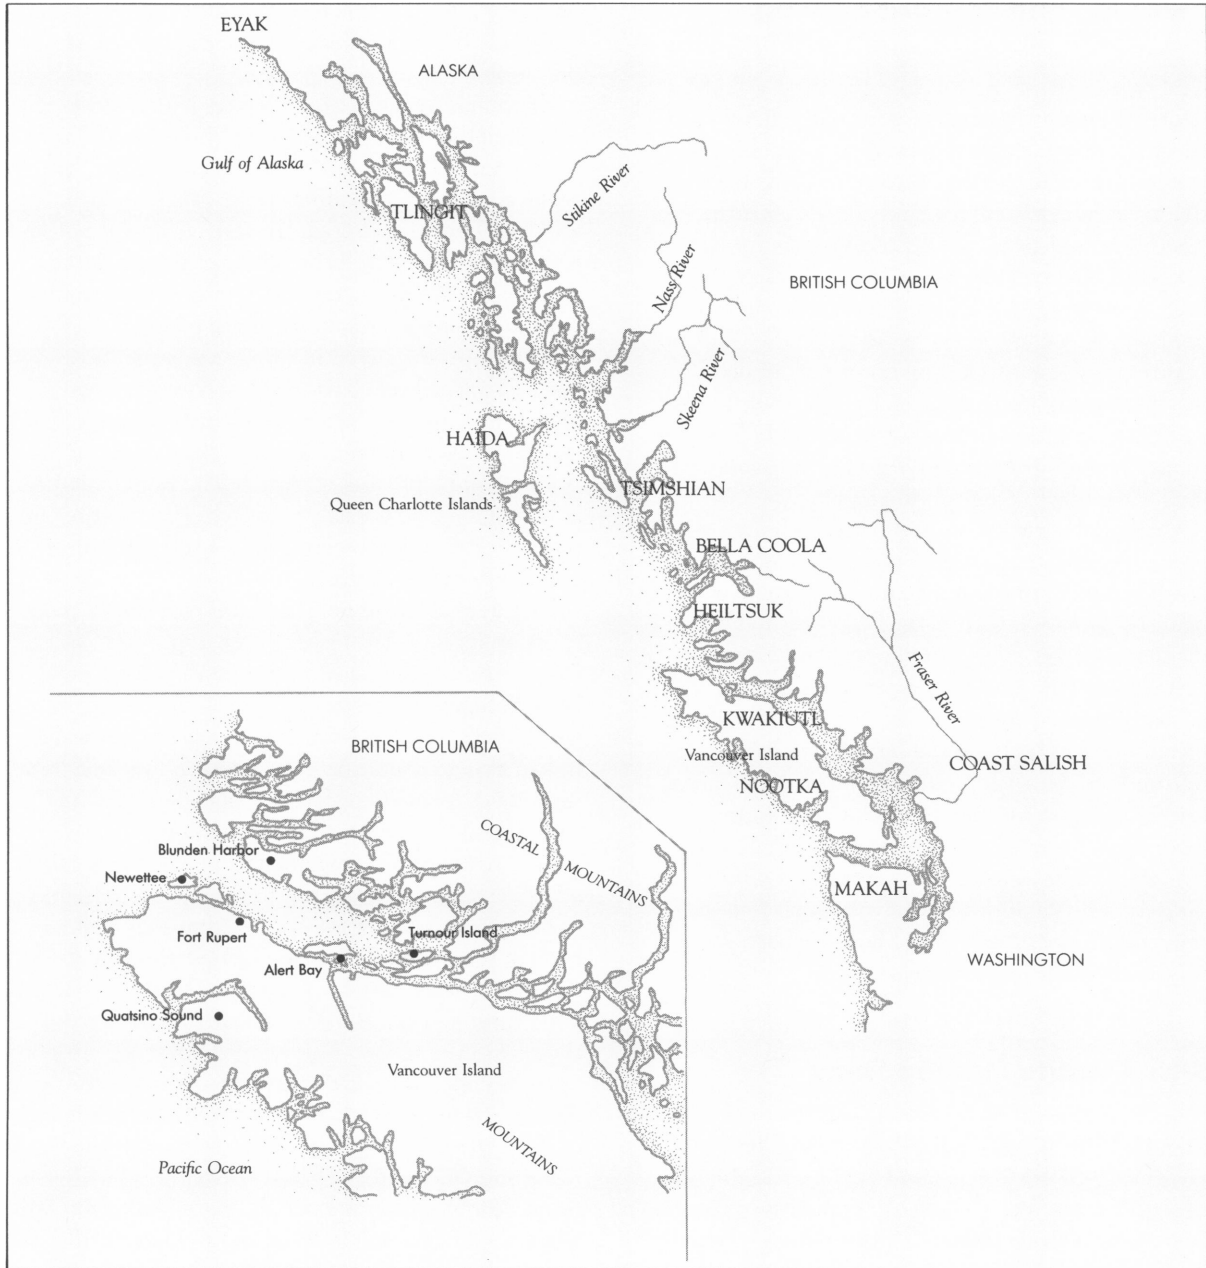 EYAK
ALASKA
Gulf of Alaska
Stikine River
TLINGIT
Nass River
BRITISH COLUMBIA
Skeena River
HAIDA
TSIMSHIAN
Queen Charlotte Islands
BELLA COOLA
HEILTSUK
Fraser River
KWAKIUTL
Vancouver Island
COAST SALISH
NOOTKA
MAKAH
WASHINGTON
BRITISH COLUMBIA
COASTAL MOUNTAINS
Blunden Harbor
Newettee
Fort Rupert
Turnour Island
Alert Bay
Quatsino Sound
Vancouver Island
MOUNTAINS
Pacific Ocean